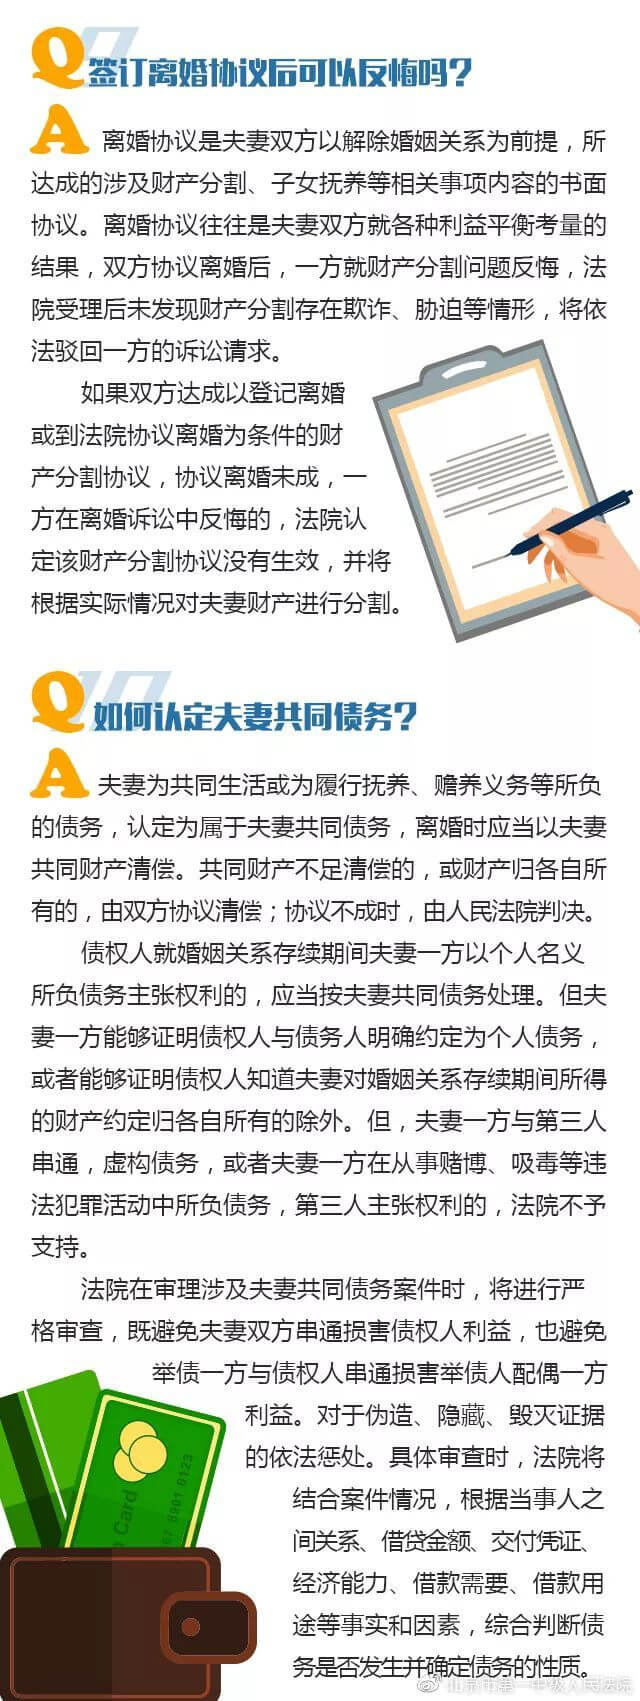 Q9 签订离婚协议后可以反悔吗?
A 离婚协议是夫妻双方以解除婚姻关系为前提，所
达成的涉及财产分割、子女抚养等相关事项内容的书面
协议。离婚协议往往是夫妻双方就各种利益平衡考量的
结果，双方协议离婚后，一方就财产分割问题反悔，法
院受理后未发现财产分割存在欺诈、胁迫等情形，将依
法驳回一方的诉讼请求。
如果双方达成以登记离婚
或到法院协议离婚为条件的财
产分割协议，协议离婚未成，一
方在离婚诉讼中反悔的，法院认
定该财产分割协议没有生效，并将
根据实际情况对夫妻财产进行分割。
Q10 如何认定夫妻共同债务?
A 夫妻为共同生活或为履行抚养、赡养义务等所负
的债务，认定为属于夫妻共同债务，离婚时应当以夫妻
共同财产清偿。共同财产不足清偿的，或财产归各自所
有的，由双方协议清偿；协议不成时，由人民法院判决。
债权人就婚姻关系存续期间夫妻一方以个人名义
所负债务主张权利的，应当按夫妻共同债务处理。但夫
妻一方能够证明债权人与债务人明确约定为个人债务，
或者能够证明债权人知道夫妻对婚姻关系存续期间所得
的财产约定归各自所有的除外。但，夫妻一方与第三人
串通，虚构债务，或者夫妻一方在从事赌博、吸毒等违
法犯罪活动中所负债务，第三人主张权利的，法院不予
支持。
法院在审理涉及夫妻共同债务案件时，将进行严
格审查，既避免夫妻双方串通损害债权人利益，也避免
举债一方与债权人串通损害举债人配偶一方
利益。对于伪造、隐藏、毁灭证据
的依法惩处。具体审查时，法院将
结合案件情况，根据当事人之
间关系、借贷金额、交付凭证、
经济能力、借款需要、借款用
途等事实和因素，综合判断债
务是否发生并确定债务的性质。
Card
8901 0123
市第一中级人民法院